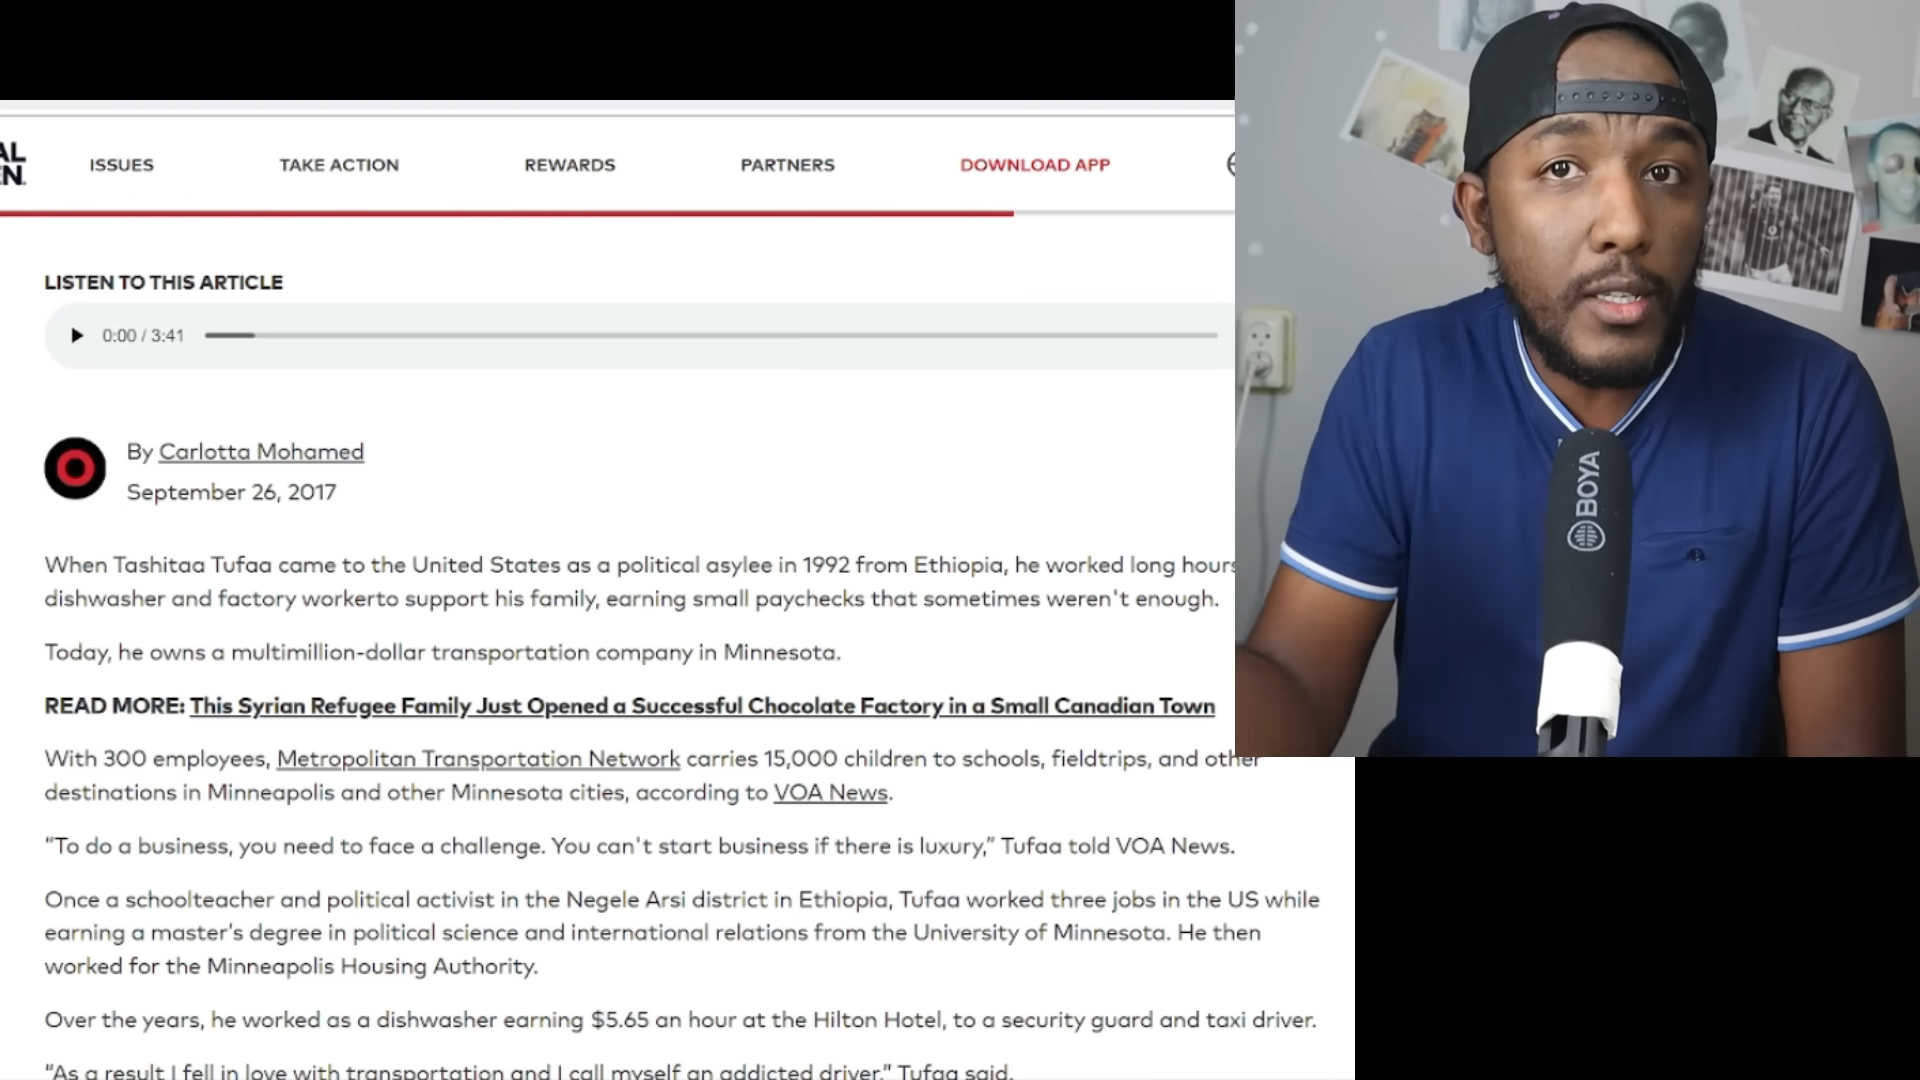 AL
EN.
ISSUES
TAKE ACTION
REWARDS
PARTNERS
DOWNLOAD APP
LISTEN TO THIS ARTICLE
0:00 / 3:41
By Carlotta Mohamed
September 26, 2017
When Tashitaa Tufaa came to the United States as a political asylee in 1992 from Ethiopia, he worked long hours
dishwasher and factory workerto support his family, earning small paychecks that sometimes weren't enough.
Today, he owns a multimillion-dollar transportation company in Minnesota.
READ MORE: This Syrian Refugee Family Just Opened a Successful Chocolate Factory in a Small Canadian Town
With 300 employees, Metropolitan Transportation Network carries 15,000 children to schools, fieldtrips, and other
destinations in Minneapolis and other Minnesota cities, according to VOA News.
“To do a business, you need to face a challenge. You can't start business if there is luxury,” Tufaa told VOA News.
Once a schoolteacher and political activist in the Negele Arsi district in Ethiopia, Tufaa worked three jobs in the US while
earning a master's degree in political science and international relations from the University of Minnesota. He then
worked for the Minneapolis Housing Authority.
Over the years, he worked as a dishwasher earning $5.65 an hour at the Hilton Hotel, to a security guard and taxi driver.
“As a result I fell in love with transportation and I call myself an addicted driver,” Tufaa said.
BOYA